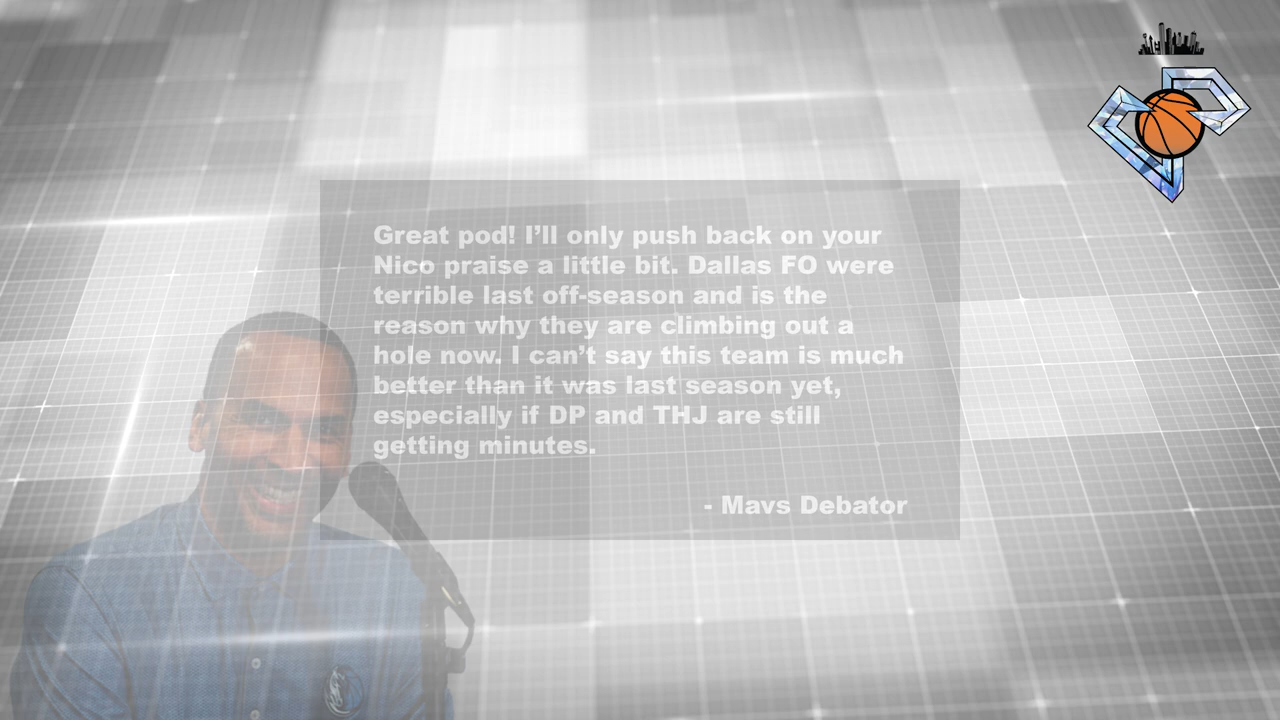 Great pod! I’ll only push back on your
Nico praise a little bit. Dallas FO were
terrible last off-season and is the
reason why they are climbing out a
hole now. I can’t say this team is much
better than it was last season yet,
especially if DP and THJ are still
getting minutes.
- Mavs Debator